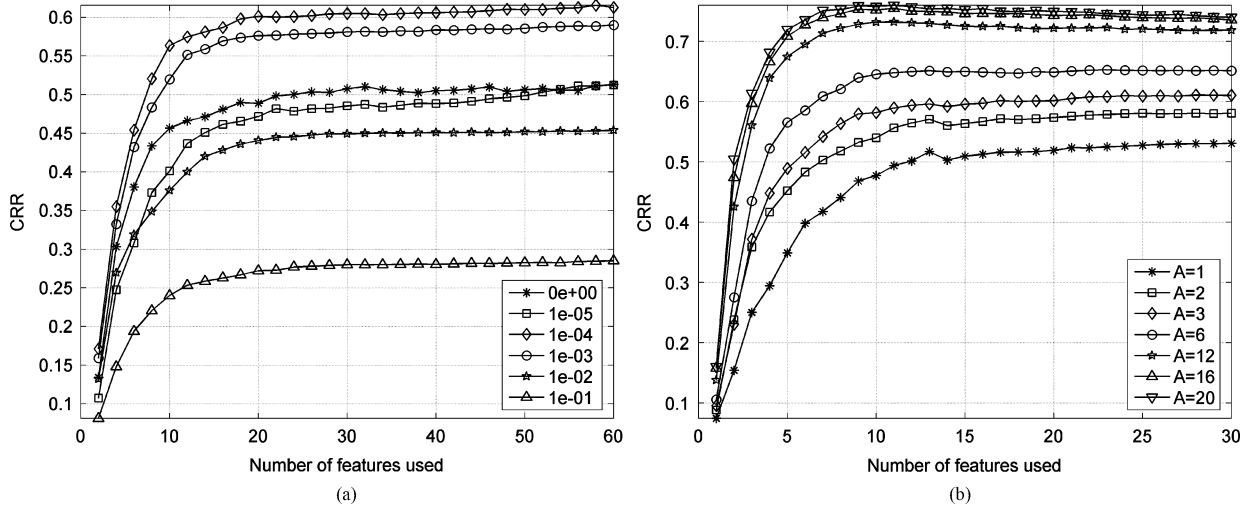 CRR
0.6
0.55
0.5
0.45
0.4
0.35
0.3
0.25
0.2
0.15
0.1
0 10 20 30 40 50 60
Number of features used
0e+00
1e-05
1e-04
1e-03
1e-02
1e-01
(a)
CRR
0.7
0.6
0.5
0.4
0.3
0.2
0.1
0 5 10 15 20 25 30
Number of features used
A=1
A=2
A=3
A=6
A=12
A=16
A=20
(b)